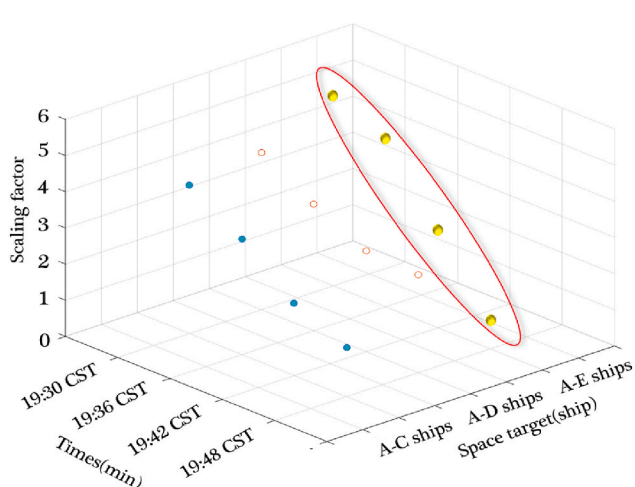 6
5
4
3
2
1
0
Scaling factor
19:30 CST
19:36 CST
19:42 CST
19:48 CST
Times(min)
A-C ships
A-D ships
A-E ships
Space target(ship)